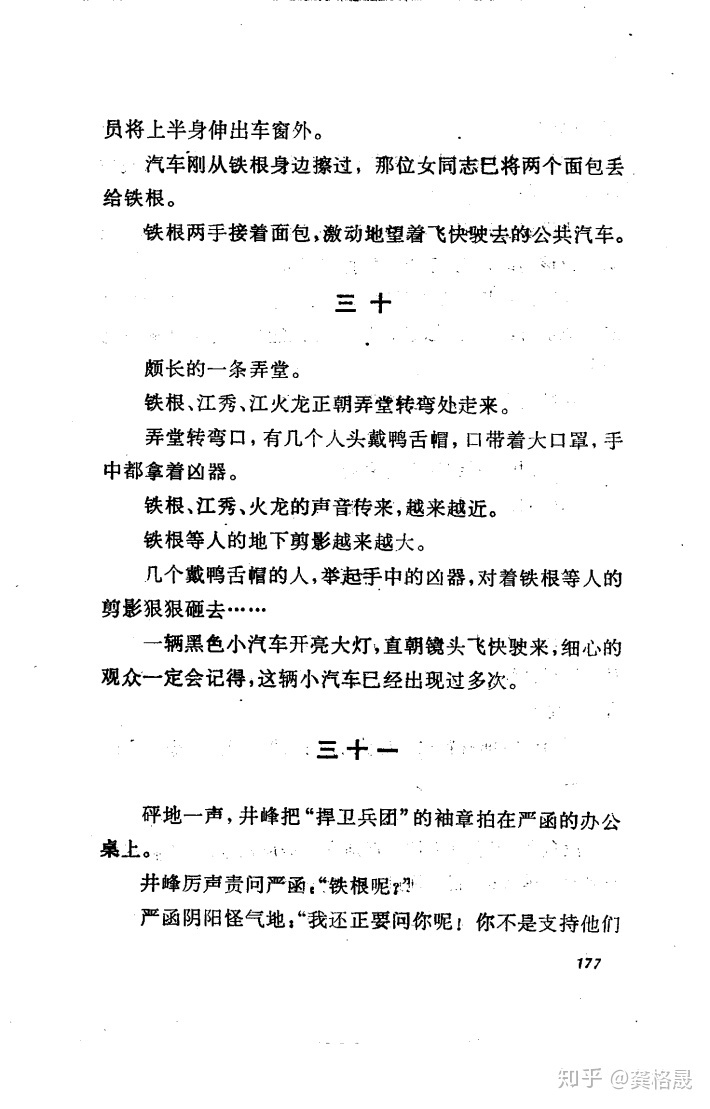 员将上半身伸出车窗外。
汽车刚从铁根身边擦过，那位女同志已将两个面包丢
给铁根。
铁根两手接着面包，激动地望着飞快驶去的公共汽车。
三十
颇长的一条弄堂。
铁根、江秀、江火龙正朝弄堂转弯处走来。
弄堂转弯口，有几个人头戴鸭舌帽，口带着大口罩，手
中都拿着凶器。
铁根、江秀、火龙的声音传来，越来越近。
铁根等人的地下剪影越来越大。
几个戴鸭舌帽的人，举起手中的凶器，对着铁根等人的
剪影狠狠砸去……
一辆黑色小汽车开亮大灯，直朝镜头飞快驶来，细心的
观众一定会记得，这辆小汽车已经出现过多次。
三十一
砰地一声，井峰把“捍卫兵团”的袖章拍在严函的办公
桌上。
井峰厉声责问严函：“铁根呢？”
严函阴阳怪气地：“我还正要问你呢！你不是支持他们
177
知乎 @龚格晟